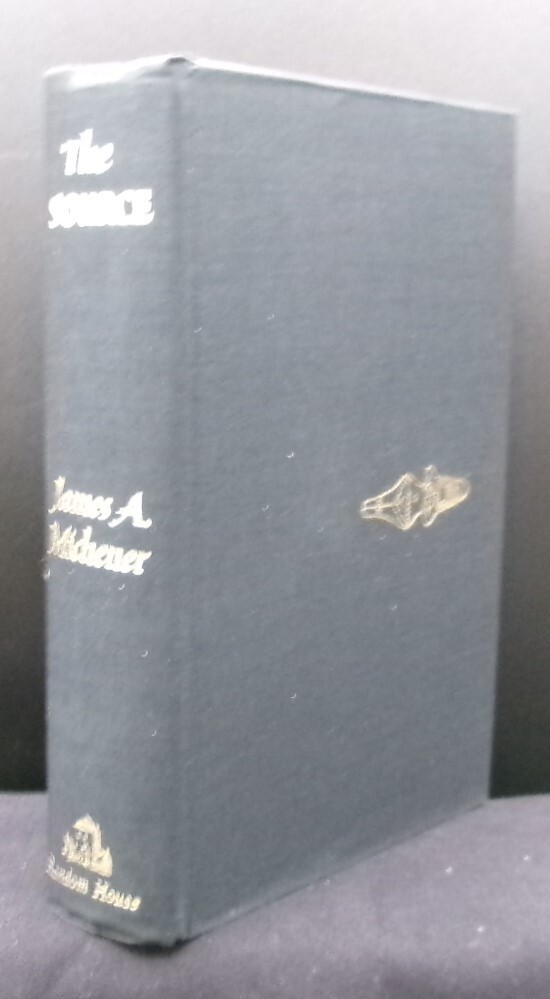 The
SOURCE
James A.
Michener
Random House